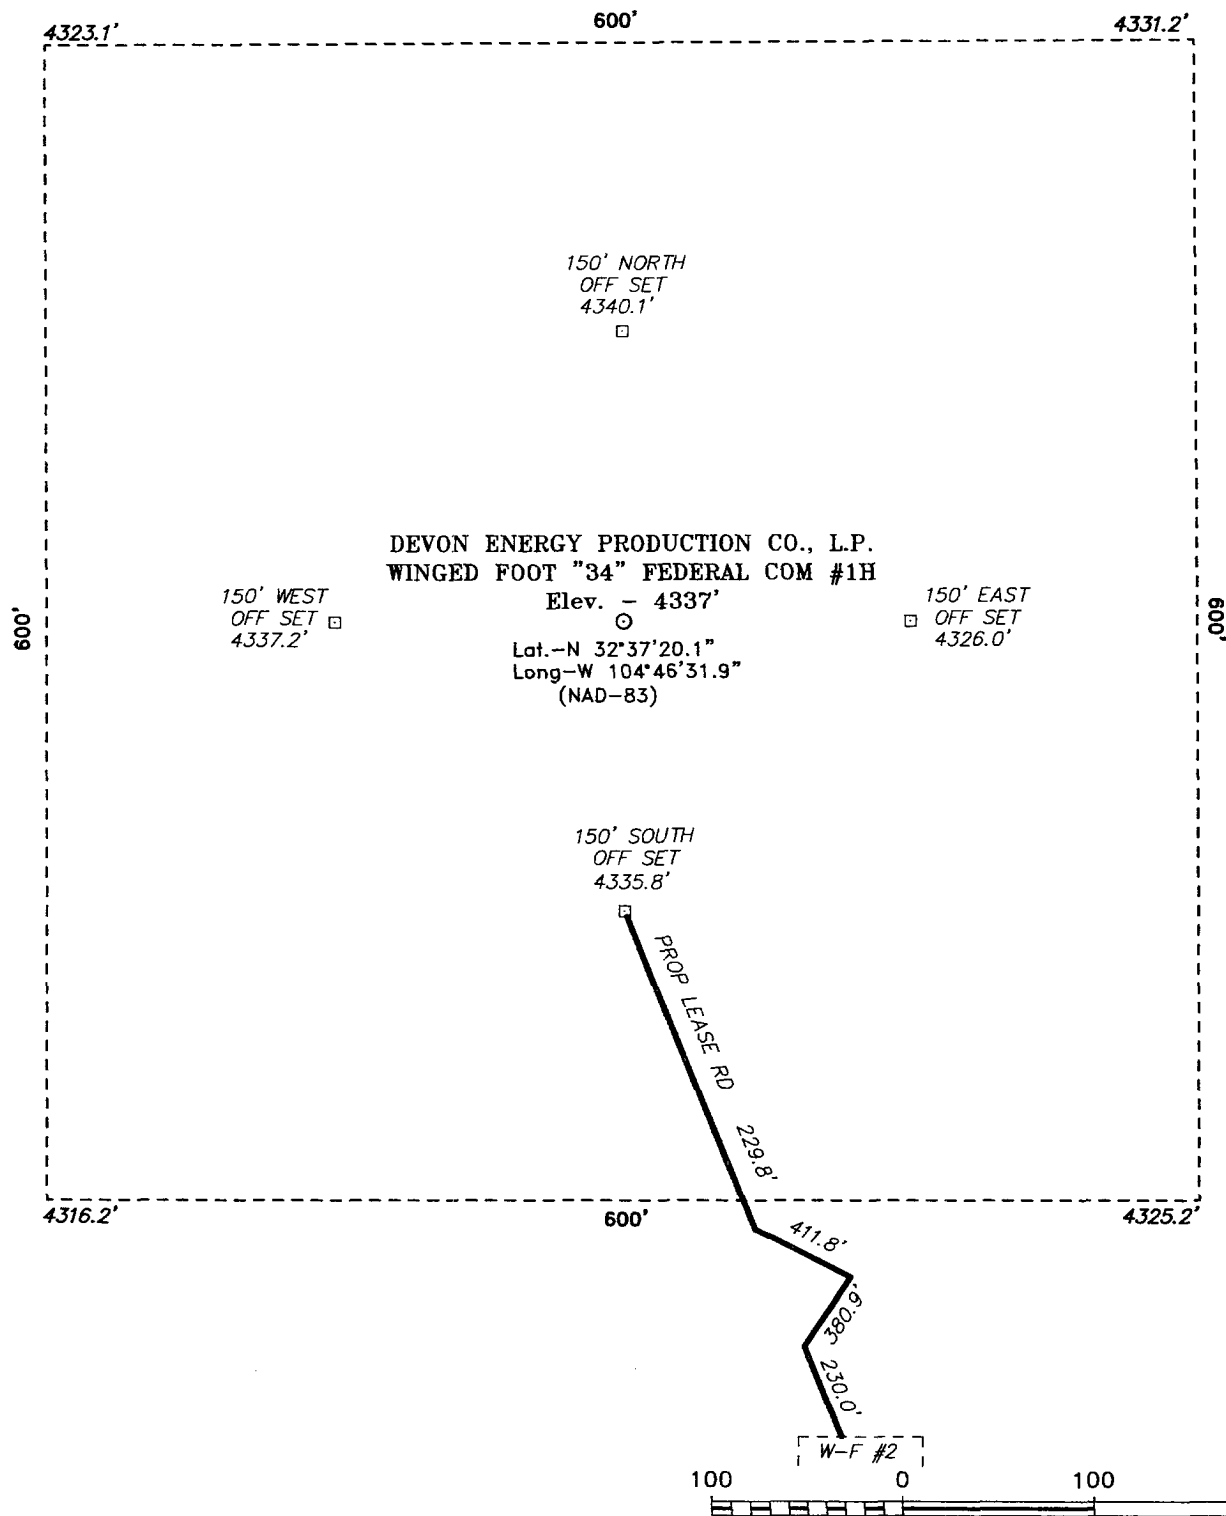 4323.1'
600'
4331.2'
150' NORTH
OFF SET
4340.1'
DEVON ENERGY PRODUCTION CO., L.P.
WINGED FOOT "34" FEDERAL COM #1H
Elev. - 4337'
Lat.-N 32°37'20.1"
Long-W 104°46'31.9"
(NAD-83)
600'
150' WEST
OFF SET
4337.2'
150' EAST
OFF SET
4326.0'
600'
150' SOUTH
OFF SET
4335.8'
PROP LEASE RD
229.8'
4316.2'
600'
4325.2'
411.8'
380.9'
230.0'
W-F #2
100 0 100